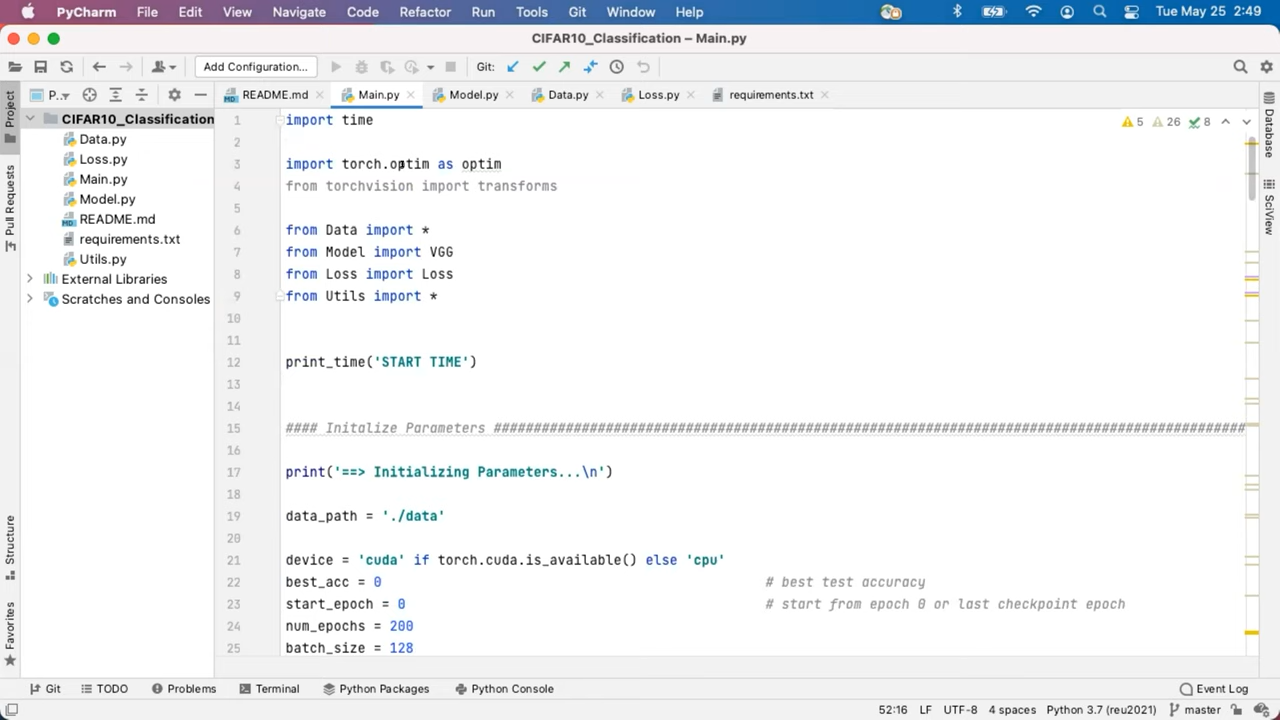 PyCharm File Edit View Navigate Code Refactor Run Tools Git Window Help Tue May 25 2:49
CIFAR10_Classification – Main.py
Add Configuration... Git:
P.. README.md Main.py Model.py Data.py Loss.py requirements.txt
Project
Pull Requests
Structure
Favorites
CIFAR10_Classification
Data.py
Loss.py
Main.py
Model.py
README.md
requirements.txt
Utils.py
External Libraries
Scratches and Consoles
5 26 8
1 import time
2
3 import torch.optim as optim
4 from torchvision import transforms
5
6 from Data import *
7 from Model import VGG
8 from Loss import Loss
9 from Utils import *
10
11
12 print_time('START TIME')
13
14
15 #### Initalize Parameters ##############################################################################################
16
17 print('==> Initializing Parameters...\n')
18
19 data_path = './data'
20
21 device = 'cuda' if torch.cuda.is_available() else 'cpu'
22 best_acc = 0 # best test accuracy
23 start_epoch = 0 # start from epoch 0 or last checkpoint epoch
24 num_epochs = 200
25 batch_size = 128
Database
SciView
Git TODO Problems Terminal Python Packages Python Console Event Log
52:16 LF UTF-8 4 spaces Python 3.7 (reu2021) master